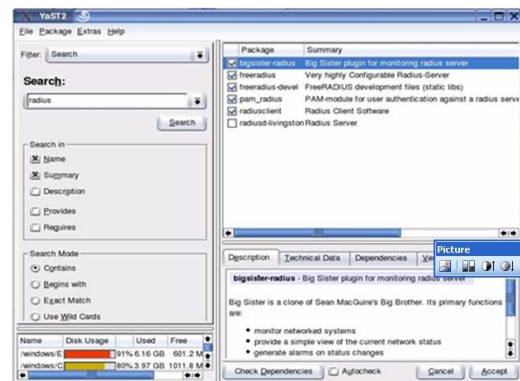 YaST2
File Package Extras Help
Filter: Search
Search:
radius
Search
Search in
Name
Summary
Description
Provides
Requires
Search Mode
Contains
Begins with
Exact Match
Use Wild Cards
Name Disk Usage Used Free
/windows/E 91% 6.16 GB 601.2 M
/windows/C 80% 3.97 GB 1011.8 M
Package Summary
bigsister-radius Big Sister plugin for monitoring radius server
freeradius Very highly Configurable Radius-Server
freeradius-devel FreeRADIUS development files (static libs)
pam_radius PAM-module for user authentication against a radius serve
radiusclient Radius Client Software
radiusd-livingston Radius Server
Description Technical Data Dependencies Ve
Picture
bigsister-radius - Big Sister plugin for monitoring radius server
Big Sister is a clone of Sean MacGuire's Big Brother. Its primary functions
are:
monitor networked systems
provide a simple view of the current network status
generate alarms on status changes
Check Dependencies Autocheck Cancel Accept